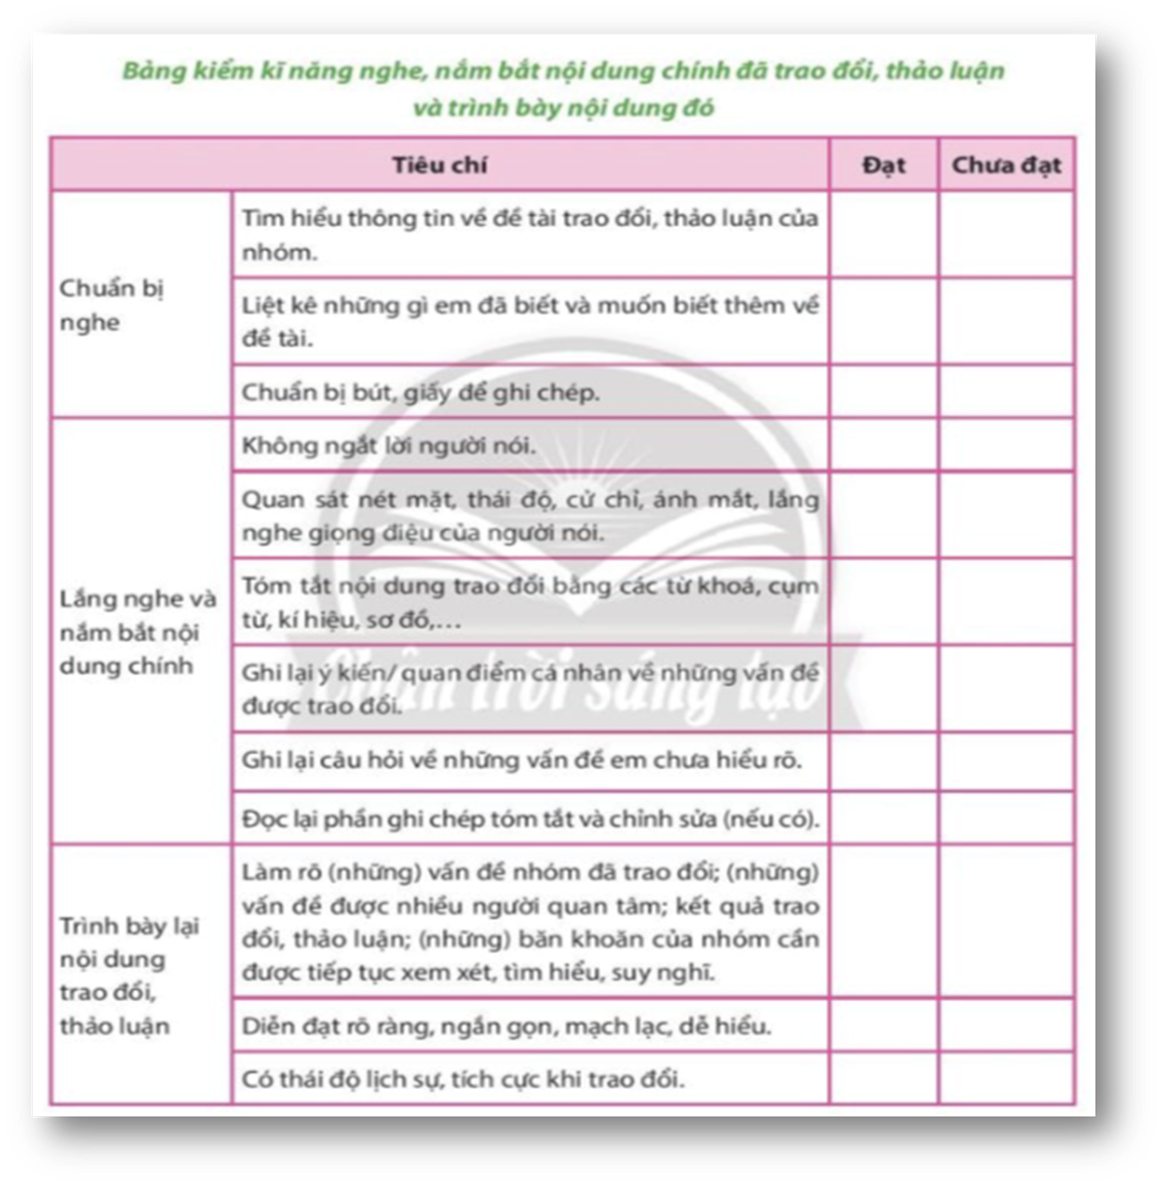 Bảng kiểm kĩ năng nghe, nắm bắt nội dung chính đã trao đổi, thảo luận
và trình bày nội dung đó
Tiêu chí
Đạt
Chưa đạt
Chuẩn bị
nghe
Tìm hiểu thông tin về đề tài trao đổi, thảo luận của
nhóm.
Liệt kê những gì em đã biết và muốn biết thêm về
đề tài.
Chuẩn bị bút, giấy để ghi chép.
Lắng nghe và
nắm bắt nội
dung chính
Không ngắt lời người nói.
Quan sát nét mặt, thái độ, cử chỉ, ánh mắt, lắng
nghe giọng điệu của người nói.
Tóm tắt nội dung trao đổi bằng các từ khoá, cụm
từ, kí hiệu, sơ đồ,...
Ghi lại ý kiến/ quan điểm cá nhân về những vấn đề
được trao đổi.
Chân trời sáng tạo
Ghi lại câu hỏi về những vấn đề em chưa hiểu rõ.
Đọc lại phần ghi chép tóm tắt và chỉnh sửa (nếu có).
Trình bày lại
nội dung
trao đổi,
thảo luận
Làm rõ (những) vấn đề nhóm đã trao đổi; (những)
vấn đề được nhiều người quan tâm; kết quả trao
đổi, thảo luận; (những) băn khoăn của nhóm cần
được tiếp tục xem xét, tìm hiểu, suy nghĩ.
Diễn đạt rõ ràng, ngắn gọn, mạch lạc, dễ hiểu.
Có thái độ lịch sự, tích cực khi trao đổi.